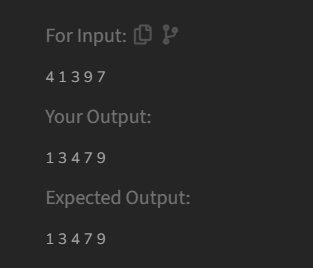 For Input:
4 1 3 9 7
Your Output:
1 3 4 7 9
Expected Output:
1 3 4 7 9